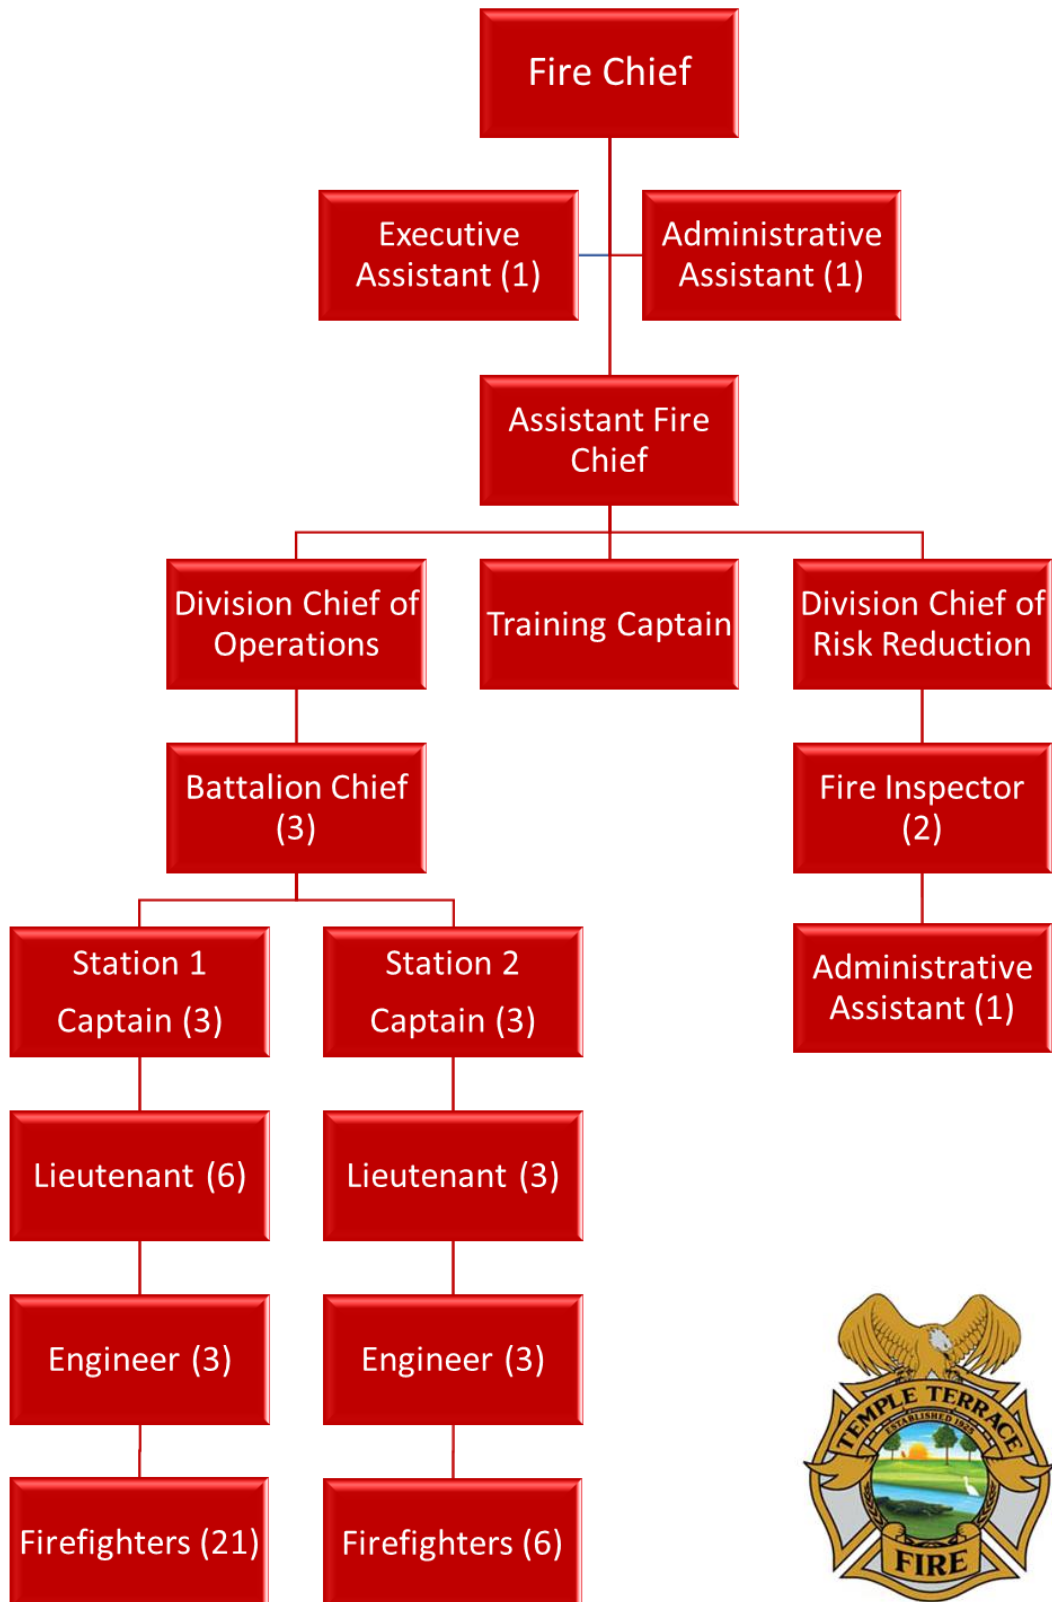 Fire Chief
Executive
Assistant (1)
Administrative
Assistant (1)
Assistant Fire
Chief
Division Chief of
Operations
Training Captain
Division Chief of
Risk Reduction
Battalion Chief
(3)
Fire Inspector
(2)
Station 1
Captain (3)
Station 2
Captain (3)
Administrative
Assistant (1)
Lieutenant (6)
Lieutenant (3)
Engineer (3)
Engineer (3)
Firefighters (21)
Firefighters (6)
TEMPLE TERRACE
ESTABLISHED 1925
FIRE